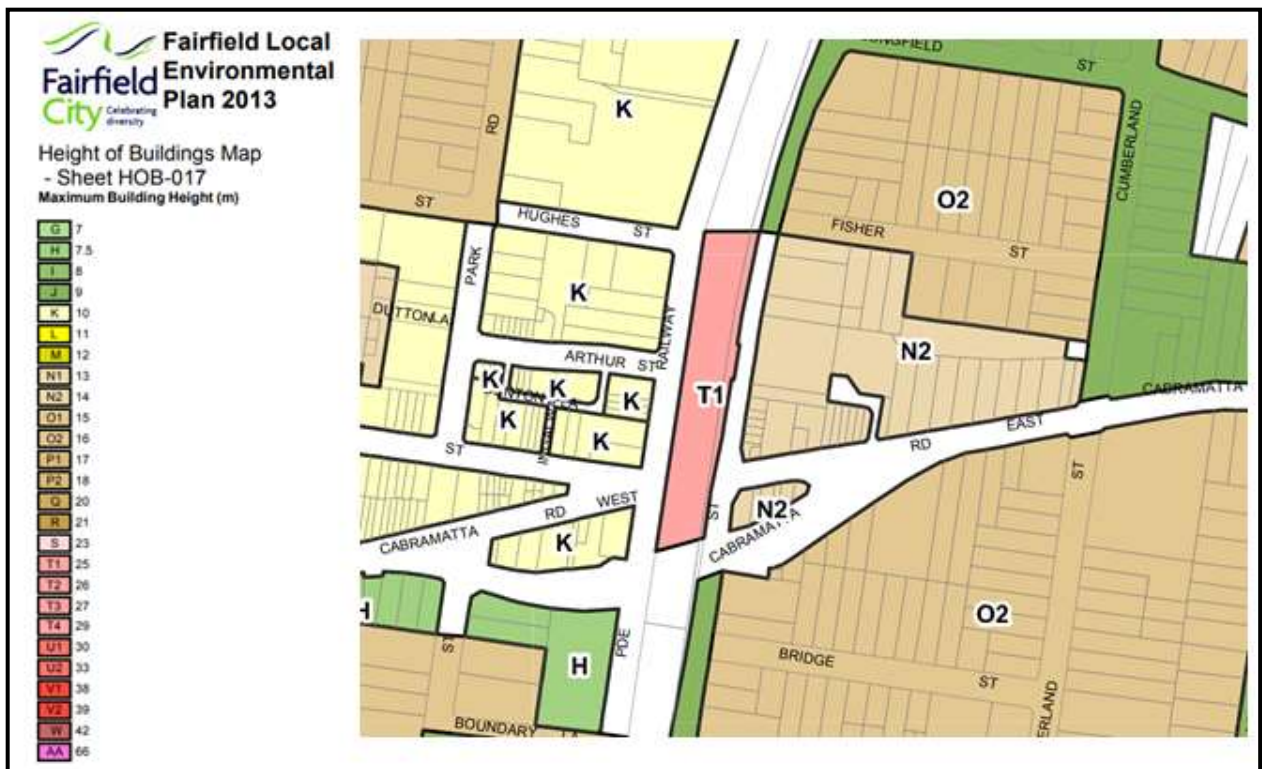 Fairfield
City
Celebrating
diversity
Fairfield Local
Environmental
Plan 2013
Height of Buildings Map
- Sheet HOB-017
Maximum Building Height (m)
G 7
H 7.5
I 8
J 9
K 10
L 11
M 12
N1 13
N2 14
O1 15
O2 16
P1 17
P2 18
Q 20
R 21
S 23
T1 25
T2 26
T3 27
T4 29
U1 30
U2 33
V1 38
V2 39
W 42
AA 66
ST
K
RD
CUMBERLAND
O2
ST
HUGHES ST
FISHER ST
PARK
K
DUTTON LA
RAILWAY
N2
ARTHUR ST
K
K
K
T1
CABRAMATTA
K
K
ST
RD EAST
ST
CABRAMATTA RD WEST
ST
N2
CABRAMATTA
K
H
O2
ST
PDE
H
BRIDGE ST
BOUNDARY LA